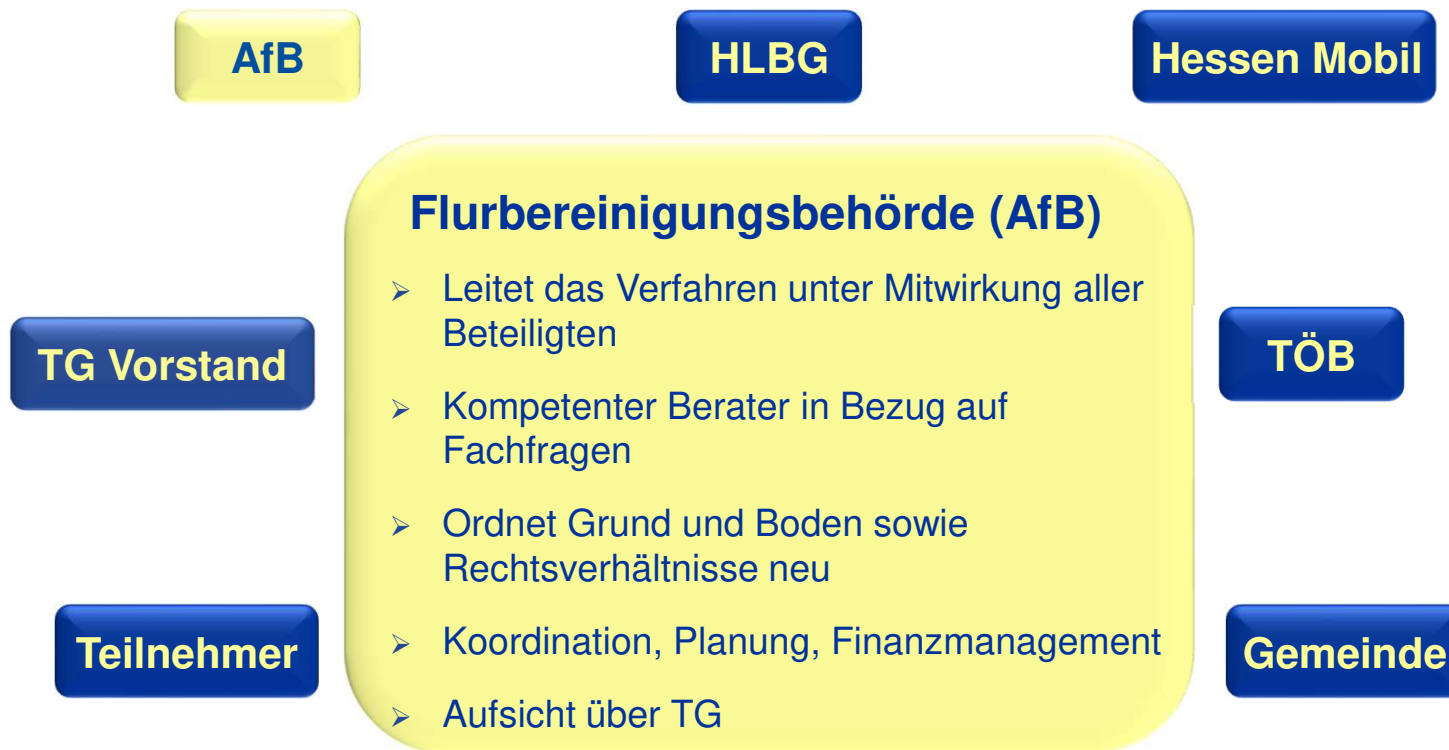 AfB
HLBG
Hessen Mobil
Flurbereinigungsbehörde (AfB)
➢ Leitet das Verfahren unter Mitwirkung aller
Beteiligten
➢ Kompetenter Berater in Bezug auf
Fachfragen
➢ Ordnet Grund und Boden sowie
Rechtsverhältnisse neu
➢ Koordination, Planung, Finanzmanagement
➢ Aufsicht über TG
TG Vorstand
TÖB
Teilnehmer
Gemeinde